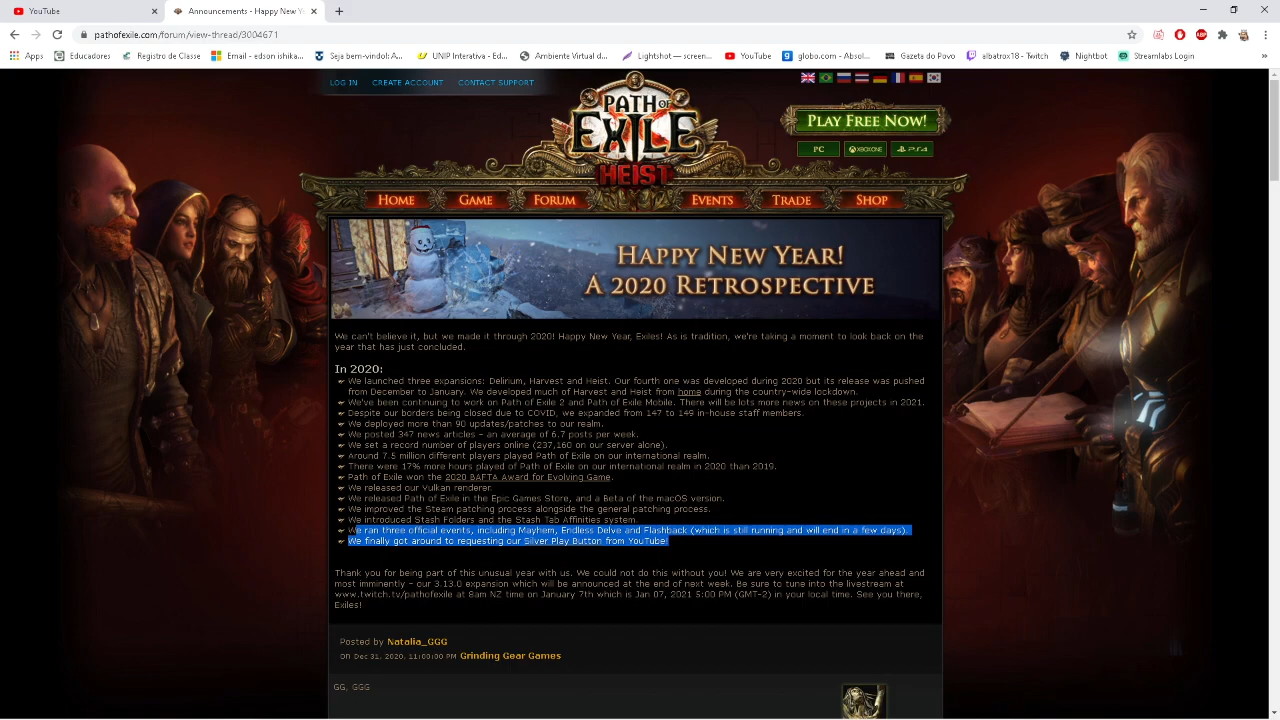 YouTube
Announcements - Happy New Y
pathofexile.com/forum/view-thread/3004671
Apps
Educadores
Registro de Classe
Email - edson ishika...
Seja bem-vindo(: A...
UNIP Interativa - Ed...
Ambiente Virtual d...
Lightshot — screen...
YouTube
globo.com - Absol...
Gazeta do Povo
albatrox18 - Twitch
Nightbot
Streamlabs Login
LOG IN
CREATE ACCOUNT
CONTACT SUPPORT
PATH OF
EXILE
HEIST
PLAY FREE NOW!
PC
XBOX ONE
PS4
HOME
GAME
FORUM
EVENTS
TRADE
SHOP
HAPPY NEW YEAR!
A 2020 RETROSPECTIVE
We can't believe it, but we made it through 2020! Happy New Year, Exiles! As is tradition, we're taking a moment to look back on the
year that has just concluded.
In 2020:
We launched three expansions: Delirium, Harvest and Heist. Our fourth one was developed during 2020 but its release was pushed
from December to January. We developed much of Harvest and Heist from home during the country-wide lockdown.
We've been continuing to work on Path of Exile 2 and Path of Exile Mobile. There will be lots more news on these projects in 2021.
Despite our borders being closed due to COVID, we expanded from 147 to 149 in-house staff members.
We deployed more than 90 updates/patches to our realm.
We posted 347 news articles - an average of 6.7 posts per week.
We set a record number of players online (237,160 on our server alone).
Around 7.5 million different players played Path of Exile on our international realm.
There were 17% more hours played of Path of Exile on our international realm in 2020 than 2019.
Path of Exile won the 2020 BAFTA Award for Evolving Game.
We released our Vulkan renderer.
We released Path of Exile in the Epic Games Store, and a Beta of the macOS version.
We improved the Steam patching process alongside the general patching process.
We introduced Stash Folders and the Stash Tab Affinities system.
We ran three official events, including Mayhem, Endless Delve and Flashback (which is still running and will end in a few days).
We finally got around to requesting our Silver Play Button from YouTube!
Thank you for being part of this unusual year with us. We could not do this without you! We are very excited for the year ahead and
most imminently - our 3.13.0 expansion which will be announced at the end of next week. Be sure to tune into the livestream at
www.twitch.tv/pathofexile at 8am NZ time on January 7th which is Jan 07, 2021 5:00 PM (GMT-2) in your local time. See you there,
Exiles!
Posted by Natalia_GGG
on Dec 31, 2020, 11:00:00 PM Grinding Gear Games
GG, GGG